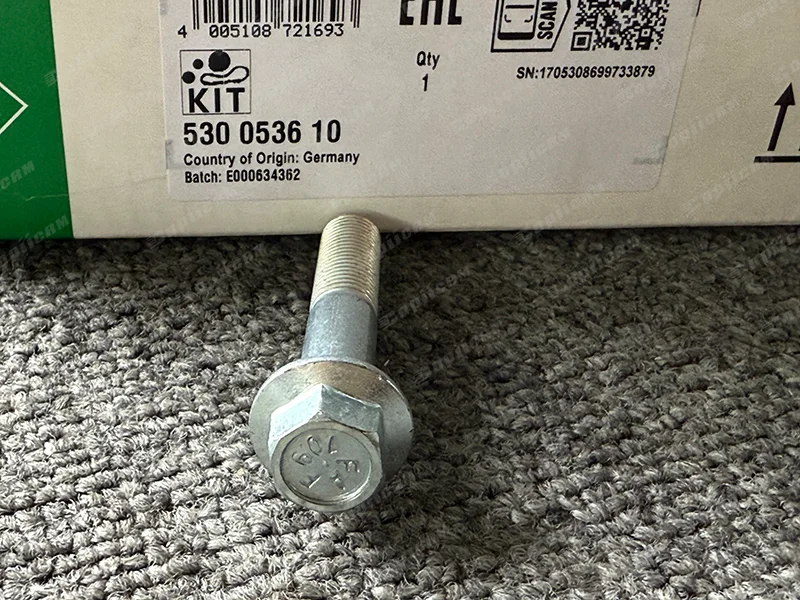 4 005108 721693
EAC
SCAN
Qty
1
SN:1705308699733879
KIT
530 0536 10
Country of Origin: Germany
Batch: E000634362